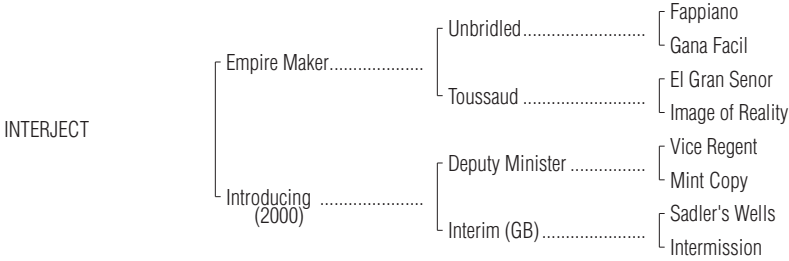 Fappiano
Unbridled..........................
Gana Facil
Empire Maker....................
El Gran Senor
Toussaud ..........................
Image of Reality
INTERJECT
Vice Regent
Deputy Minister ................
Mint Copy
Introducing ......................
(2000)
Sadler's Wells
Interim (GB)......................
Intermission